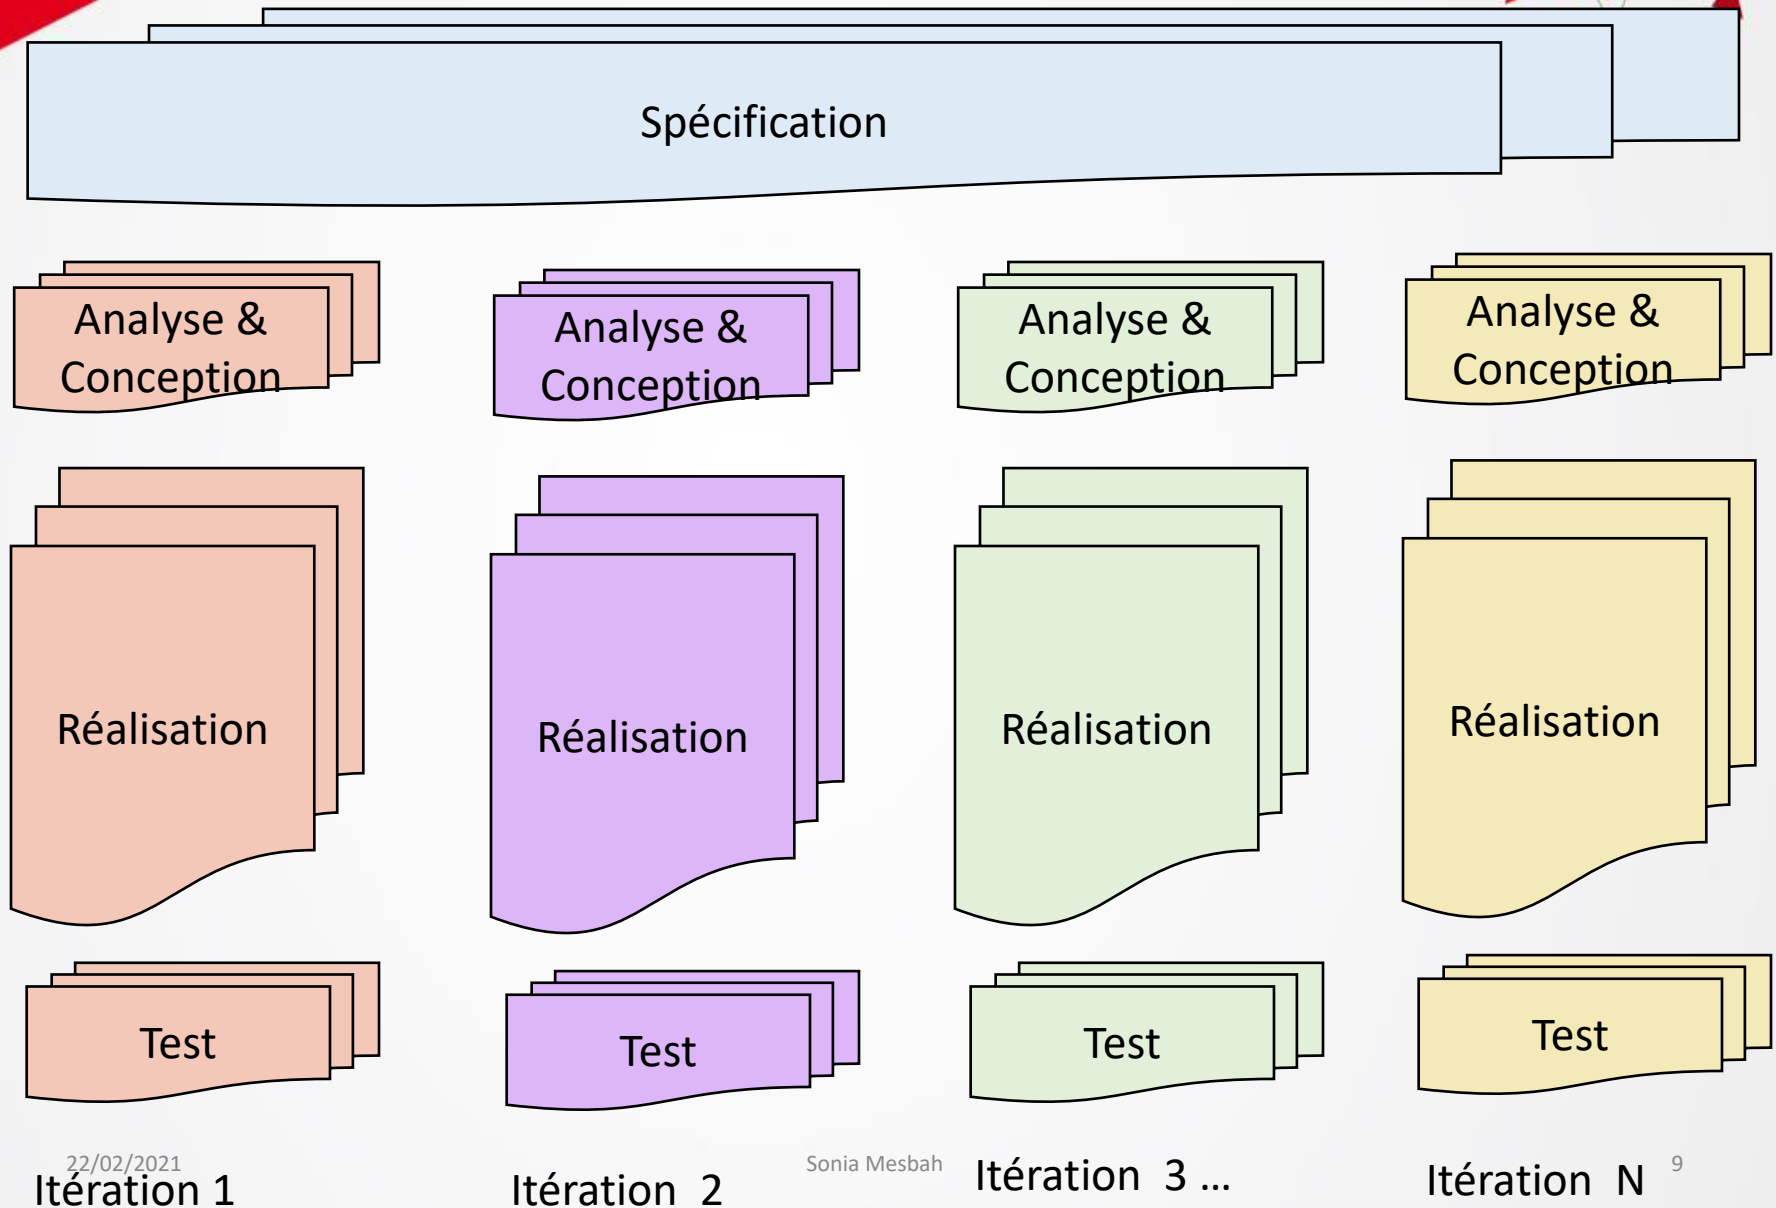 Spécification
Analyse &
Conception
Analyse &
Conception
Analyse &
Conception
Analyse &
Conception
Réalisation
Réalisation
Réalisation
Réalisation
Test
Test
Test
Test
22/02/2021
Sonia Mesbah
9
Itération 1
Itération  2
Itération  3 ...
Itération  N